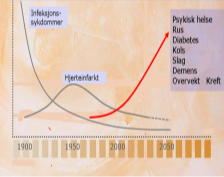 Infeksjons-
sykdommer
Psykisk helse
Rus
Diabetes
Kols
Slag
Demens
Overvekt Kreft
Hjerteinfarkt
1900 1950 2000 2050